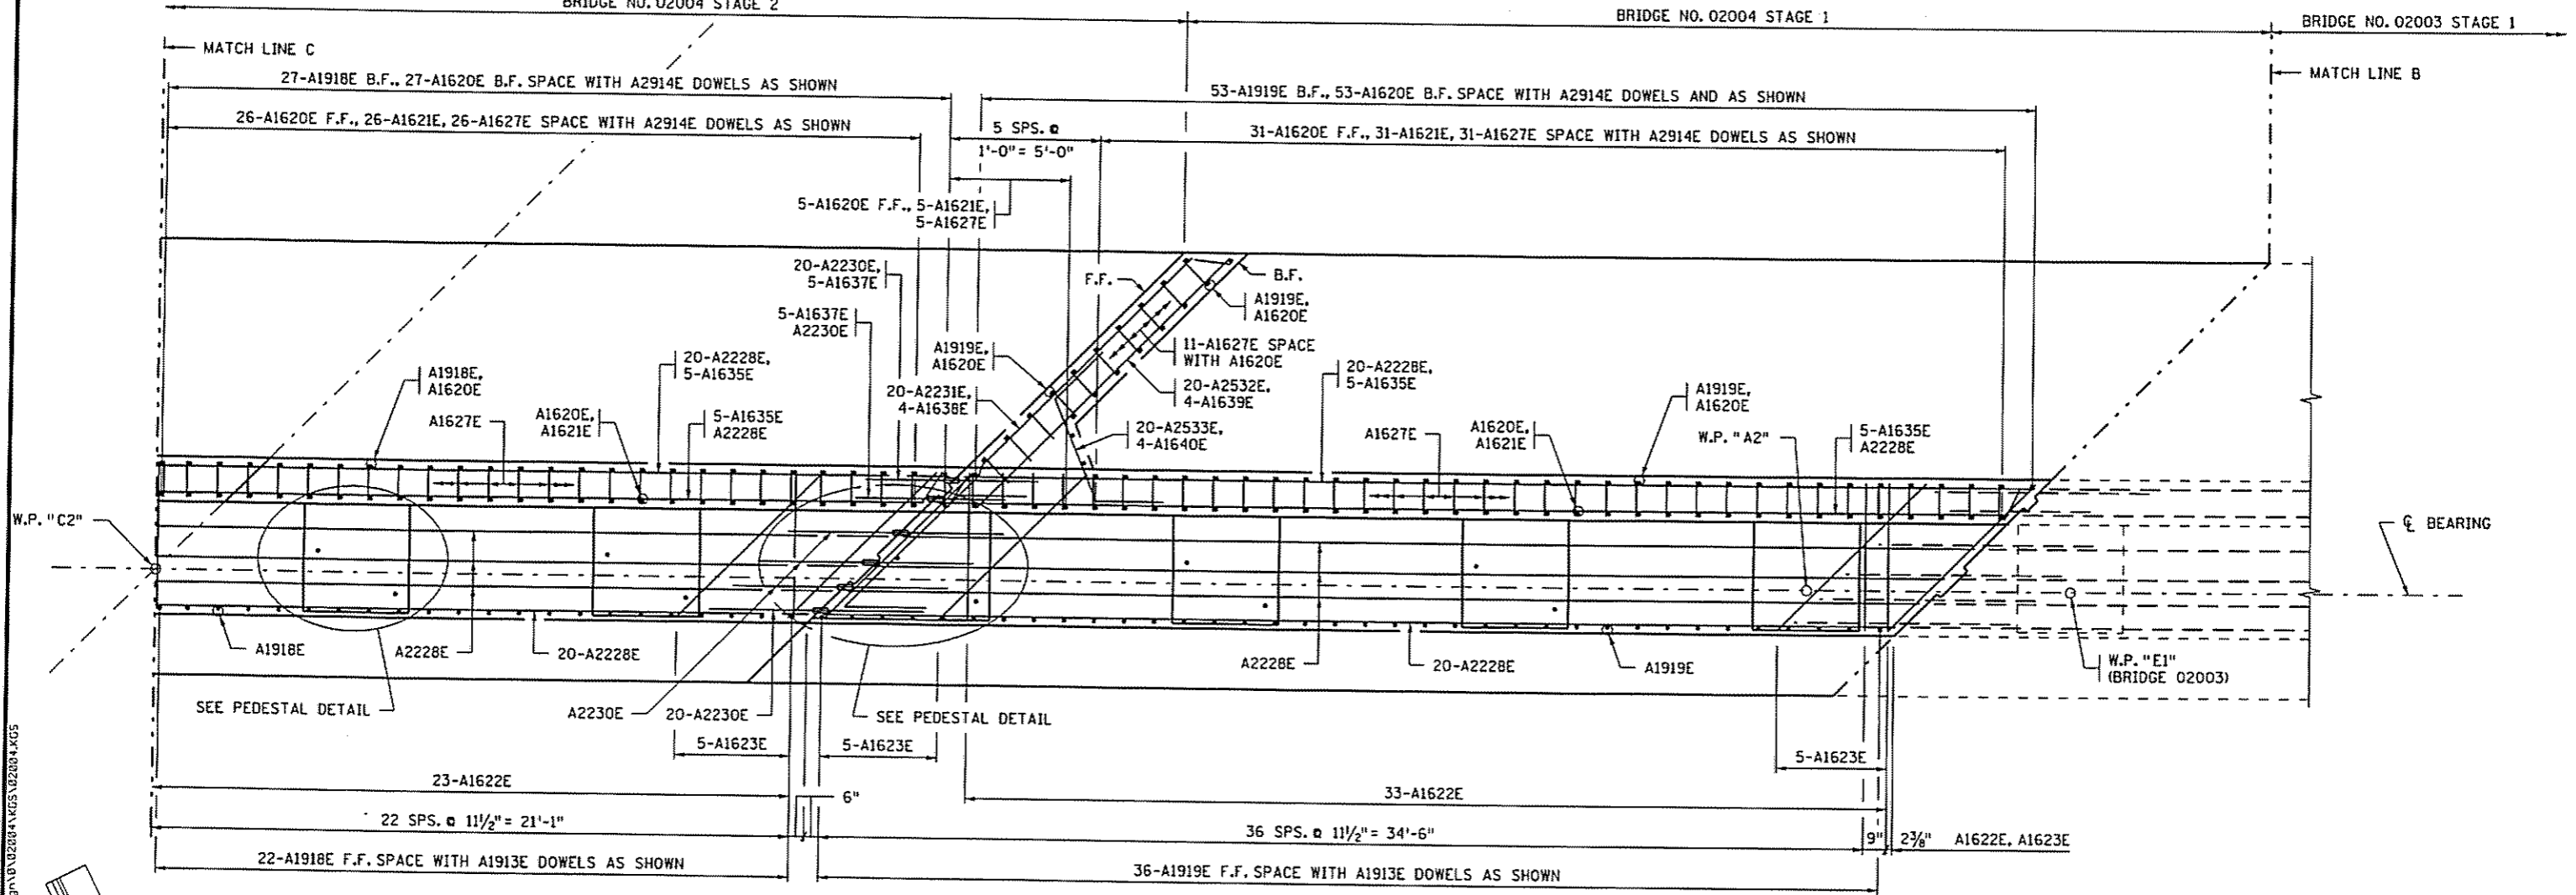 BRIDGE NO. 02004 STAGE 2
BRIDGE NO. 02004 STAGE 1
BRIDGE NO. 02003 STAGE 1
MATCH LINE C
MATCH LINE B
27-A1918E B.F., 27-A1620E B.F. SPACE WITH A2914E DOWELS AS SHOWN
53-A1919E B.F., 53-A1620E B.F. SPACE WITH A2914E DOWELS AND AS SHOWN
26-A1620E F.F., 26-A1621E, 26-A1627E SPACE WITH A2914E DOWELS AS SHOWN
5 SPS. @
1'-0" = 5'-0"
31-A1620E F.F., 31-A1621E, 31-A1627E SPACE WITH A2914E DOWELS AS SHOWN
5-A1620E F.F., 5-A1621E,
5-A1627E
20-A2230E,
5-A1637E
F.F.
B.F.
A1919E,
A1620E
5-A1637E
A2230E
11-A1627E SPACE
WITH A1620E
A1919E,
A1620E
20-A2228E,
5-A1635E
20-A2228E,
5-A1635E
A1918E,
A1620E
20-A2231E,
4-A1638E
20-A2532E,
4-A1639E
A1919E,
A1620E
A1627E
A1620E,
A1621E
5-A1635E
A2228E
20-A2533E,
4-A1640E
A1627E
A1620E,
A1621E
W.P. "A2"
5-A1635E
A2228E
W.P. "C2"
℄ BEARING
A1918E
A2228E
20-A2228E
A2228E
20-A2228E
A1919E
W.P. "E1"
(BRIDGE 02003)
SEE PEDESTAL DETAIL
A2230E
20-A2230E
SEE PEDESTAL DETAIL
5-A1623E
5-A1623E
5-A1623E
23-A1622E
6"
33-A1622E
22 SPS. @ 11½" = 21'-1"
36 SPS. @ 11½" = 34'-6"
9"
2⅜"
A1622E, A1623E
22-A1918E F.F. SPACE WITH A1913E DOWELS AS SHOWN
36-A1919E F.F. SPACE WITH A1913E DOWELS AS SHOWN